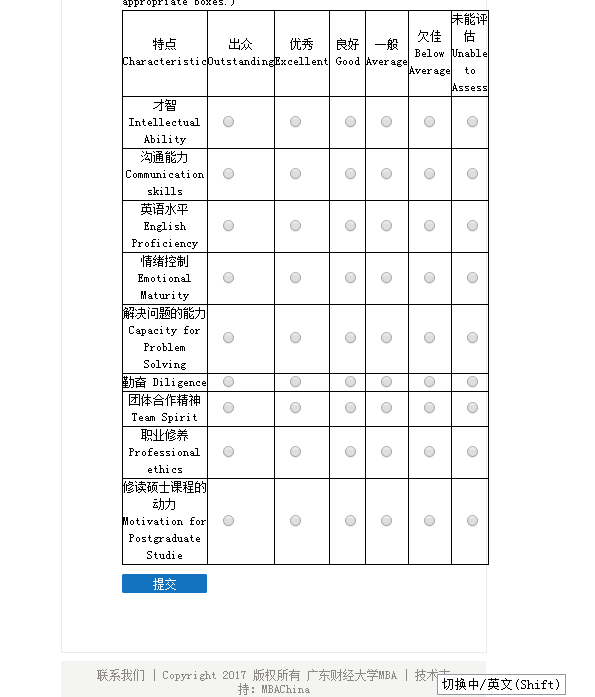 appropriate boxes.)
特点
Characteristic
出众
Outstanding
优秀
Excellent
良好
Good
一般
Average
欠佳
Below
Average
未能评
估
Unable
to
Assess
才智
Intellectual
Ability
沟通能力
Communication
skills
英语水平
English
Proficiency
情绪控制
Emotional
Maturity
解决问题的能力
Capacity for
Problem
Solving
勤奋 Diligence
团体合作精神
Team Spirit
职业修养
Professional
ethics
修读硕士课程的
动力
Motivation for
Postgraduate
Studie
提交
联系我们 | Copyright 2017 版权所有 广东财经大学MBA | 技术支
持: MBAChina
切换中/英文(Shift)